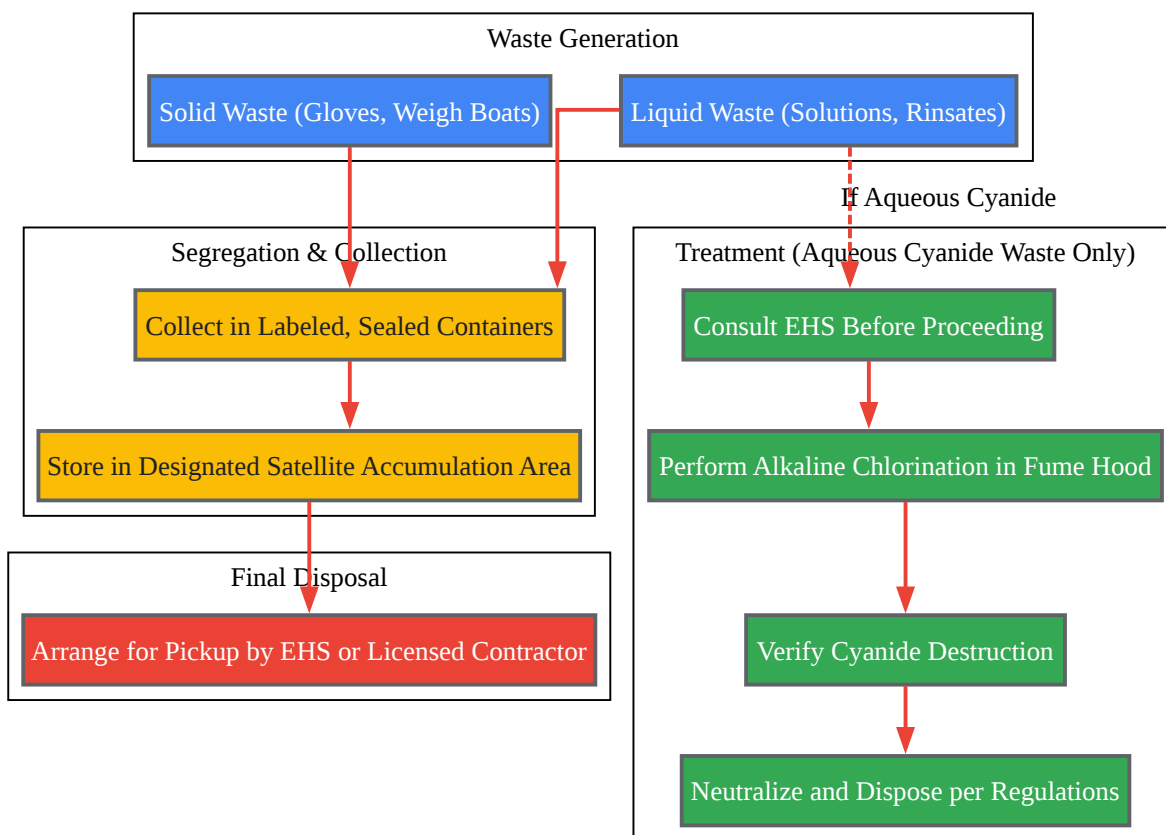 Waste Generation
Solid Waste (Gloves, Weigh Boats)
Liquid Waste (Solutions, Rinsates)
If Aqueous Cyanide
Segregation & Collection
Collect in Labeled, Sealed Containers
Store in Designated Satellite Accumulation Area
Final Disposal
Arrange for Pickup by EHS or Licensed Contractor
Treatment (Aqueous Cyanide Waste Only)
Consult EHS Before Proceeding
Perform Alkaline Chlorination in Fume Hood
Verify Cyanide Destruction
Neutralize and Dispose per Regulations